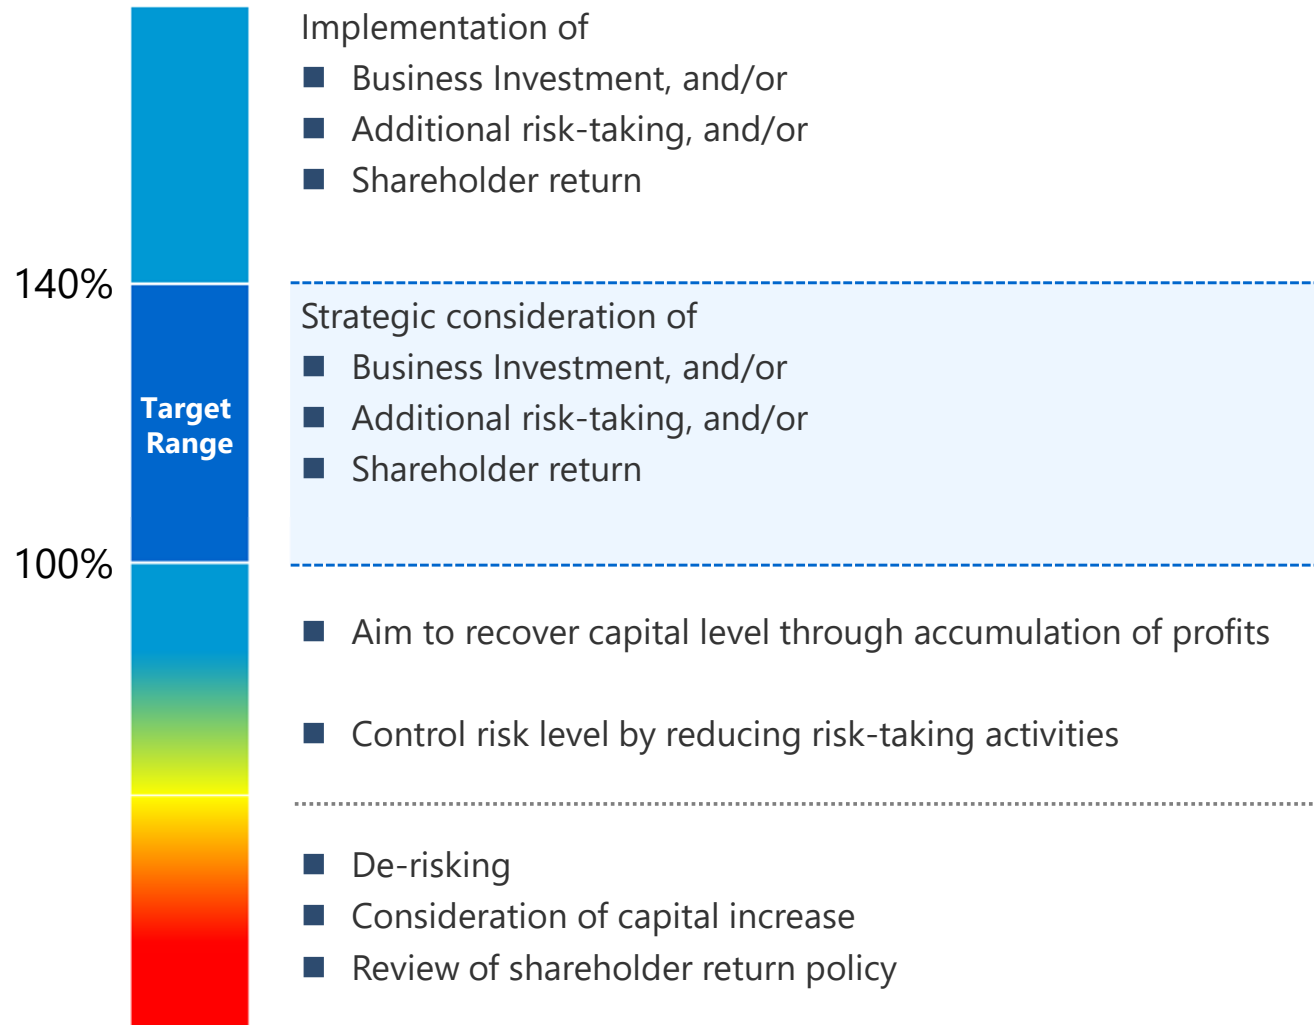 Implementation of
■ Business Investment, and/or
■ Additional risk-taking, and/or
■ Shareholder return
140%
Strategic consideration of
■ Business Investment, and/or
■ Additional risk-taking, and/or
■ Shareholder return
Target
Range
100%
■ Aim to recover capital level through accumulation of profits
■ Control risk level by reducing risk-taking activities
■ De-risking
■ Consideration of capital increase
■ Review of shareholder return policy